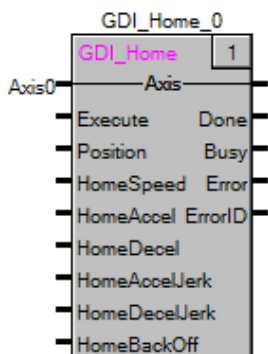 GDI_Home_0
GDI_Home 1
Axis0 Axis
Execute Done
Position Busy
HomeSpeed Error
HomeAccel ErrorID
HomeDecel
HomeAccelJerk
HomeDecelJerk
HomeBackOff